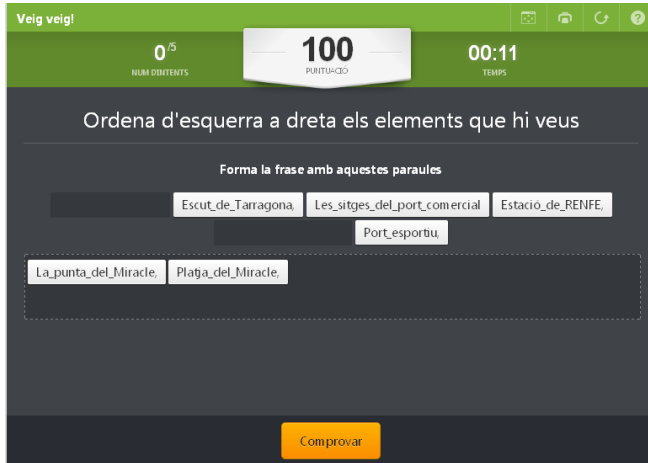 Veig veig!
0/5
NUM D'INTENTS
100
PUNTUACIÓ
00:11
TEMPS
Ordena d'esquerra a dreta els elements que hi veus
Forma la frase amb aquestes paraules
Escut_de_Tarragona, Les_sitges_del_port_comercial Estació_de_RENFE,
Port_esportiu,
La_punta_del_Miracle, Platja_del_Miracle,
Comprovar